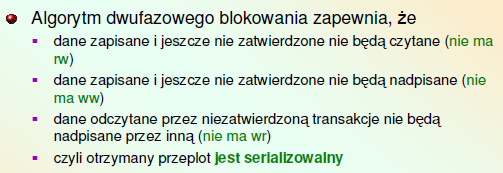 Algorytm dwufazowego blokowania zapewnia, że
dane zapisane i jeszcze nie zatwierdzone nie będą czytane (nie ma
rw)
dane zapisane i jeszcze nie zatwierdzone nie będą nadpisane (nie
ma ww)
dane odczytane przez niezatwierdzoną transakcje nie będą
nadpisane przez inną (nie ma wr)
czyli otrzymany przeplot jest serializowalny